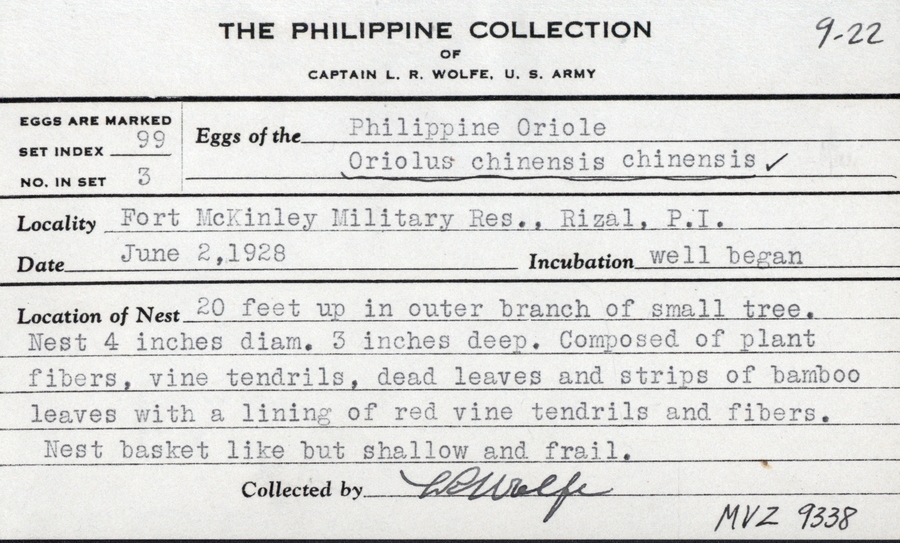 THE PHILIPPINE COLLECTION
9-22
OF
CAPTAIN L. R. WOLFE, U. S. ARMY
EGGS ARE MARKED
SET INDEX 99
NO. IN SET 3
Eggs of the Philippine Oriole
Oriolus chinensis chinensis ✓
Locality Fort McKinley Military Res., Rizal, P.I.
Date June 2,1928 Incubation well began
Location of Nest 20 feet up in outer branch of small tree.
Nest 4 inches diam. 3 inches deep. Composed of plant
fibers, vine tendrils, dead leaves and strips of bamboo
leaves with a lining of red vine tendrils and fibers.
Nest basket like but shallow and frail.
Collected by LRWolfe
MVZ 9338